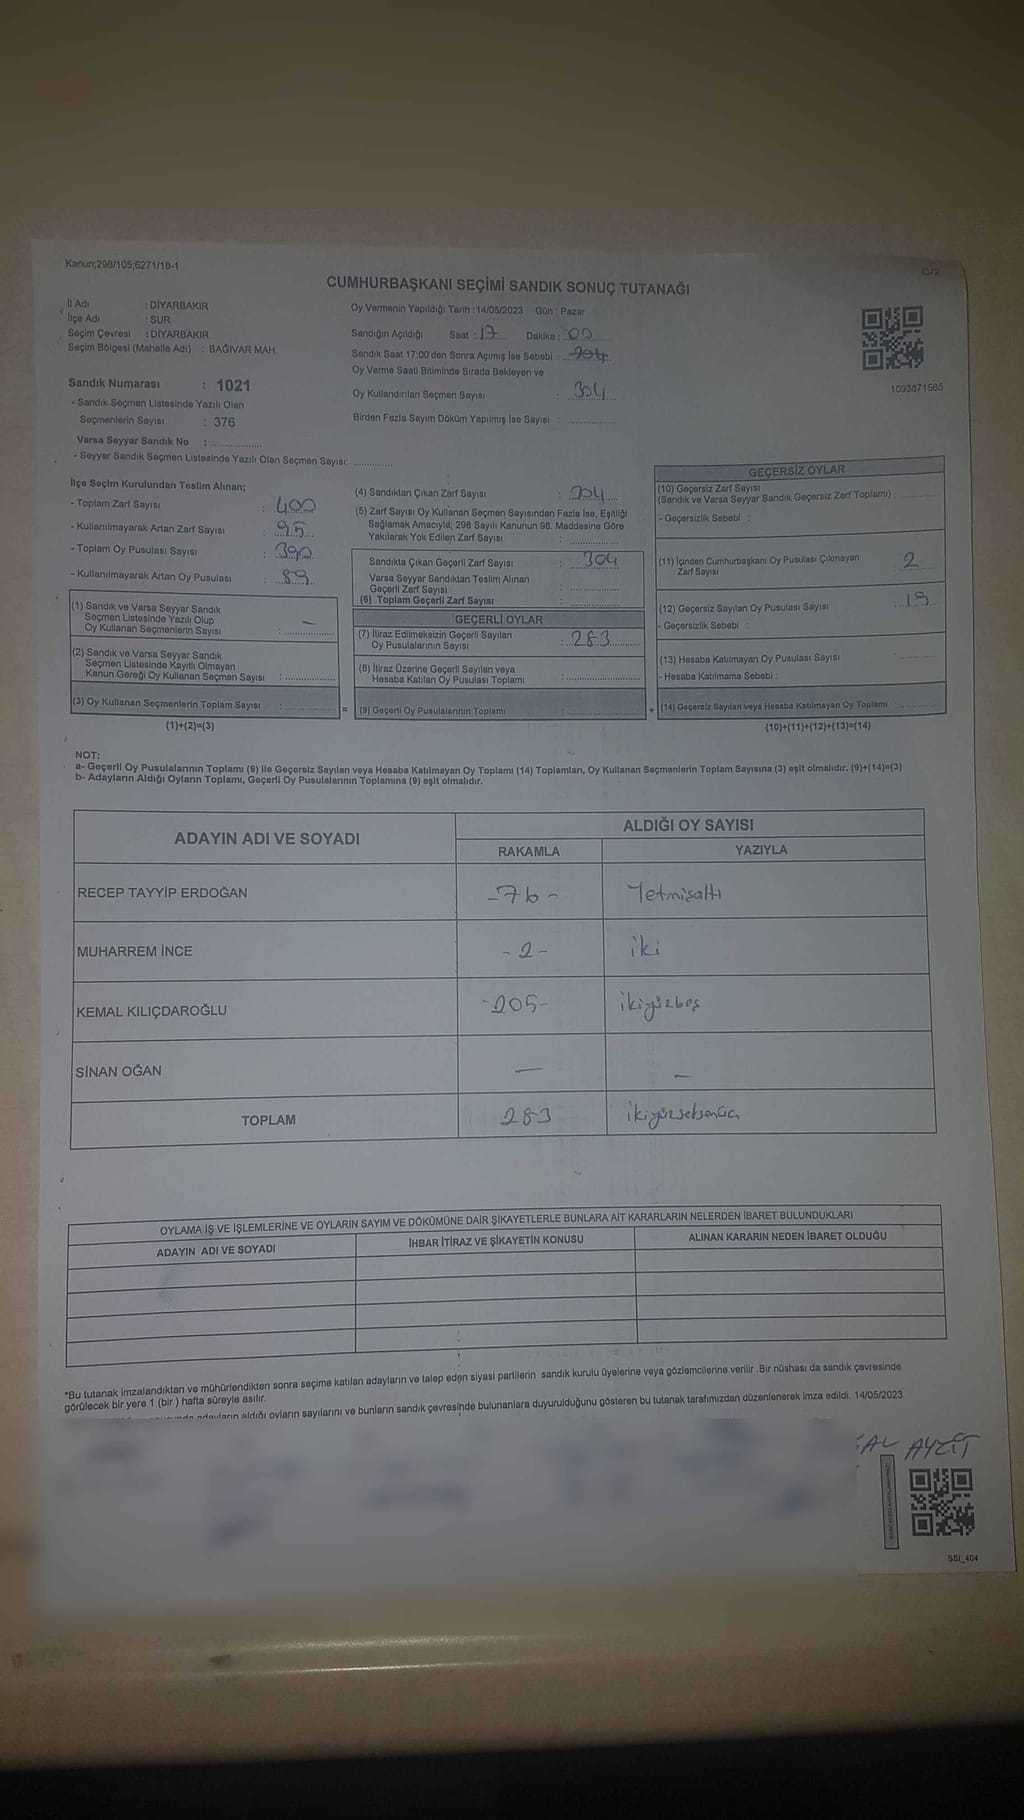 Kanun;298/105;6271/18-1
C/2
CUMHURBAŞKANI SEÇİMİ SANDIK SONUÇ TUTANAĞI
İl Adı : DİYARBAKIR
İlçe Adı : SUR
Seçim Çevresi : DİYARBAKIR
Seçim Bölgesi (Mahalle Adı) : BAĞIVAR MAH.
Sandık Numarası : 1021
- Sandık Seçmen Listesinde Yazılı Olan
Seçmenlerin Sayısı : 376
Varsa Seyyar Sandık No :
- Seyyar Sandık Seçmen Listesinde Yazılı Olan Seçmen Sayısı:
Oy Vermenin Yapıldığı Tarih : 14/05/2023 Gün : Pazar
Sandığın Açıldığı Saat : 17 Dakika : 00
Sandık Saat 17:00'den Sonra Açımış İse Sebebi :
Oy Verme Saati Bitiminde Sırada Bekleyen ve
Oy Kullandırılan Seçmen Sayısı : 304
Birden Fazla Sayım Döküm Yapılmış İse Sayısı :
1093871565
İlçe Seçim Kurulundan Teslim Alınan;
- Toplam Zarf Sayısı : 400
- Kullanılmayarak Artan Zarf Sayısı : 95
- Toplam Oy Pusulası Sayısı : 390
- Kullanılmayarak Artan Oy Pusulası : 89
(1) Sandık ve Varsa Seyyar Sandık
Seçmen Listesinde Yazılı Olup
Oy Kullanan Seçmenlerin Sayısı : —
(2) Sandık ve Varsa Seyyar Sandık
Seçmen Listesinde Kayıtlı Olmayan
Kanun Gereği Oy Kullanan Seçmen Sayısı :
(3) Oy Kullanan Seçmenlerin Toplam Sayısı :
(1)+(2)=(3)
(4) Sandıktan Çıkan Zarf Sayısı : 304
(5) Zarf Sayısı Oy Kullanan Seçmen Sayısından Fazla İse, Eşitliği
Sağlamak Amacıyla; 298 Sayılı Kanunun 98. Maddesine Göre
Yakılarak Yok Edilen Zarf Sayısı :
Sandıkta Çıkan Geçerli Zarf Sayısı : 304
Varsa Seyyar Sandıktan Teslim Alınan
Geçerli Zarf Sayısı :
(6) Toplam Geçerli Zarf Sayısı :
GEÇERLİ OYLAR
(7) İtiraz Edilmeksizin Geçerli Sayılan
Oy Pusulalarının Sayısı : 283
(8) İtiraz Üzerine Geçerli Sayılan veya
Hesaba Katılan Oy Pusulası Toplamı :
= (9) Geçerli Oy Pusulalarının Toplamı :
GEÇERSİZ OYLAR
(10) Geçersiz Zarf Sayısı
(Sandık ve Varsa Seyyar Sandık Geçersiz Zarf Toplamı) :
- Geçersizlik Sebebi :
(11) İçinden Cumhurbaşkanı Oy Pusulası Çıkmayan 2
Zarf Sayısı
(12) Geçersiz Sayılan Oy Pusulası Sayısı : 19
- Geçersizlik Sebebi :
(13) Hesaba Katılmayan Oy Pusulası Sayısı :
- Hesaba Katılmama Sebebi :
+ (14) Geçersiz Sayılan veya Hesaba Katılmayan Oy Toplamı :
(10)+(11)+(12)+(13)=(14)
NOT:
a- Geçerli Oy Pusulalarının Toplamı (9) ile Geçersiz Sayılan veya Hesaba Katılmayan Oy Toplamı (14) Toplamları, Oy Kullanan Seçmenlerin Toplam Sayısına (3) eşit olmalıdır. (9)+(14)=(3)
b- Adayların Aldığı Oyların Toplamı, Geçerli Oy Pusulalarının Toplamına (9) eşit olmalıdır.
ADAYIN ADI VE SOYADI
ALDIĞI OY SAYISI
RAKAMLA YAZIYLA
RECEP TAYYİP ERDOĞAN -76- Yetmişaltı
MUHARREM İNCE -2- iki
KEMAL KILIÇDAROĞLU -205- ikiyüzbeş
SİNAN OĞAN — —
TOPLAM 283 ikiyüzseksenüç
OYLAMA İŞ VE İŞLEMLERİNE VE OYLARIN SAYIM VE DÖKÜMÜNE DAİR ŞİKAYETLERLE BUNLARA AİT KARARLARIN NELERDEN İBARET BULUNDUKLARI
ADAYIN ADI VE SOYADI İHBAR İTİRAZ VE ŞİKAYETİN KONUSU ALINAN KARARIN NEDEN İBARET OLDUĞU
*Bu tutanak imzalandıktan ve mühürlendikten sonra seçime katılan adayların ve talep eden siyasi partilerin sandık kurulu üyelerine veya gözlemcilerine verilir .Bir nüshası da sandık çevresinde
görülecek bir yere 1 (bir ) hafta süreyle asılır.
adayların aldığı oyların sayılarını ve bunların sandık çevresinde bulunanlara duyurulduğunu gösteren bu tutanak tarafımızdan düzenlenerek imza edildi. 14/05/2023
AYZİT
SSI_404